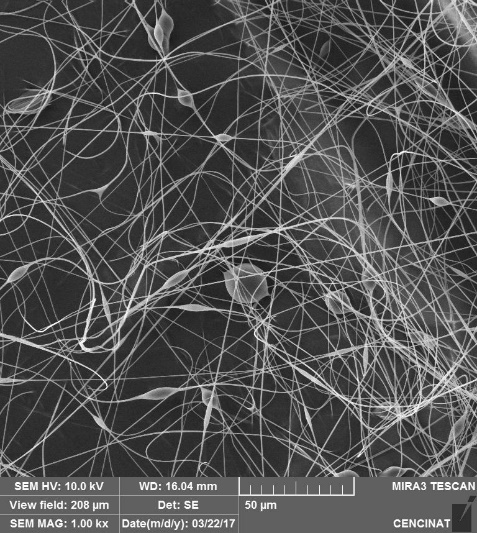 SEM HV: 10.0 kV WD: 16.04 mm MIRA3 TESCAN
View field: 208 µm Det: SE 50 µm
SEM MAG: 1.00 kx Date(m/d/y): 03/22/17 CENCINAT